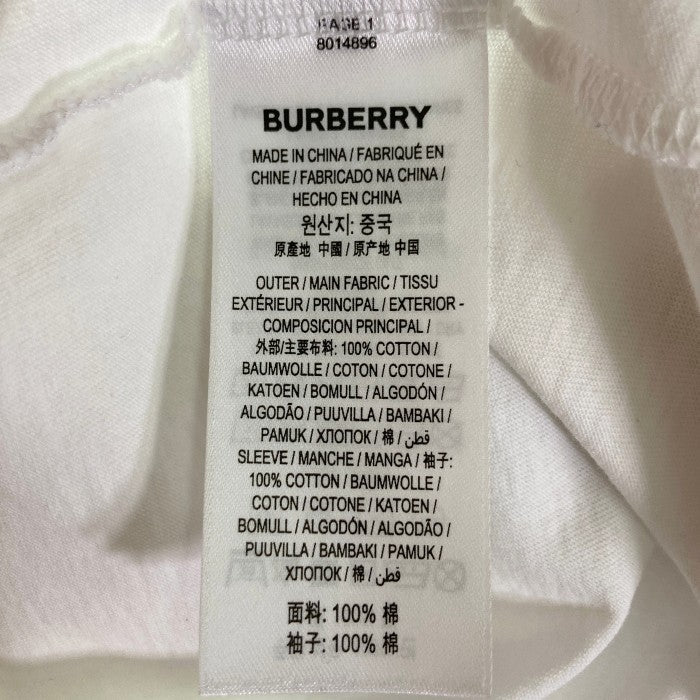 PAGE 1
8014896
BURBERRY
MADE IN CHINA / FABRIQUÉ EN
CHINE / FABRICADO NA CHINA /
HECHO EN CHINA
원산지: 중국
原產地 中國 / 原产地 中国
OUTER / MAIN FABRIC / TISSU
EXTÉRIEUR / PRINCIPAL / EXTERIOR -
COMPOSICION PRINCIPAL /
外部/主要布料: 100% COTTON /
BAUMWOLLE / COTON / COTONE /
KATOEN / BOMULL / ALGODÓN /
ALGODÃO / PUUVILLA / BAMBAKI /
PAMUK / ХЛОПОК / 棉 / قطن /
SLEEVE / MANCHE / MANGA / 袖子:
100% COTTON / BAUMWOLLE /
COTON / COTONE / KATOEN /
BOMULL / ALGODÓN / ALGODÃO /
PUUVILLA / BAMBAKI / PAMUK /
ХЛОПОК / 棉 / قطن /
面料: 100% 棉
袖子: 100% 棉